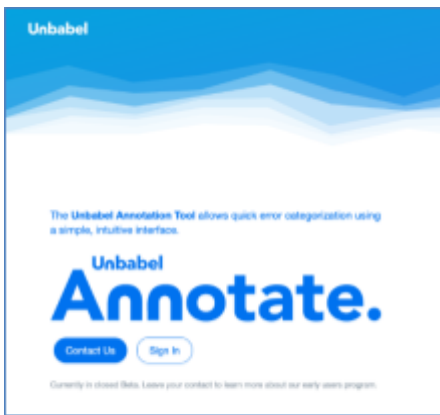 Unbabel
The Unbabel Annotation Tool allows quick error categorization using
a simple, intuitive interface.
Unbabel
Annotate.
Contact Us Sign In
Currently in closed Beta. Leave your contact to learn more about our early users program.